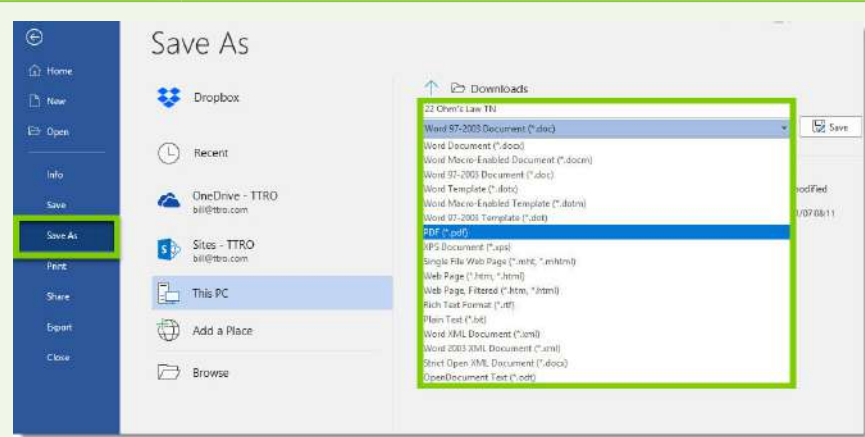 Save As
Home
New
Open
Info
Save
Save As
Print
Share
Export
Close
Dropbox
Recent
OneDrive - TTRO
bill@ttro.com
Sites - TTRO
bill@ttro.com
This PC
Add a Place
Browse
Downloads
22 Ohm's Law TN
Word 97-2003 Document (*.doc)
Save
Word Document (*.docx)
Word Macro-Enabled Document (*.docm)
Word 97-2003 Document (*.doc)
Word Template (*.dotx)
Word Macro-Enabled Template (*.dotm)
Word 97-2003 Template (*.dot)
PDF (*.pdf)
XPS Document (*.xps)
Single File Web Page (*.mht, *.mhtml)
Web Page (*.htm, *.html)
Web Page, Filtered (*.htm, *.html)
Rich Text Format (*.rtf)
Plain Text (*.txt)
Word XML Document (*.xml)
Word 2003 XML Document (*.xml)
Strict Open XML Document (*.docx)
OpenDocument Text (*.odt)
modified
1/07 08:11